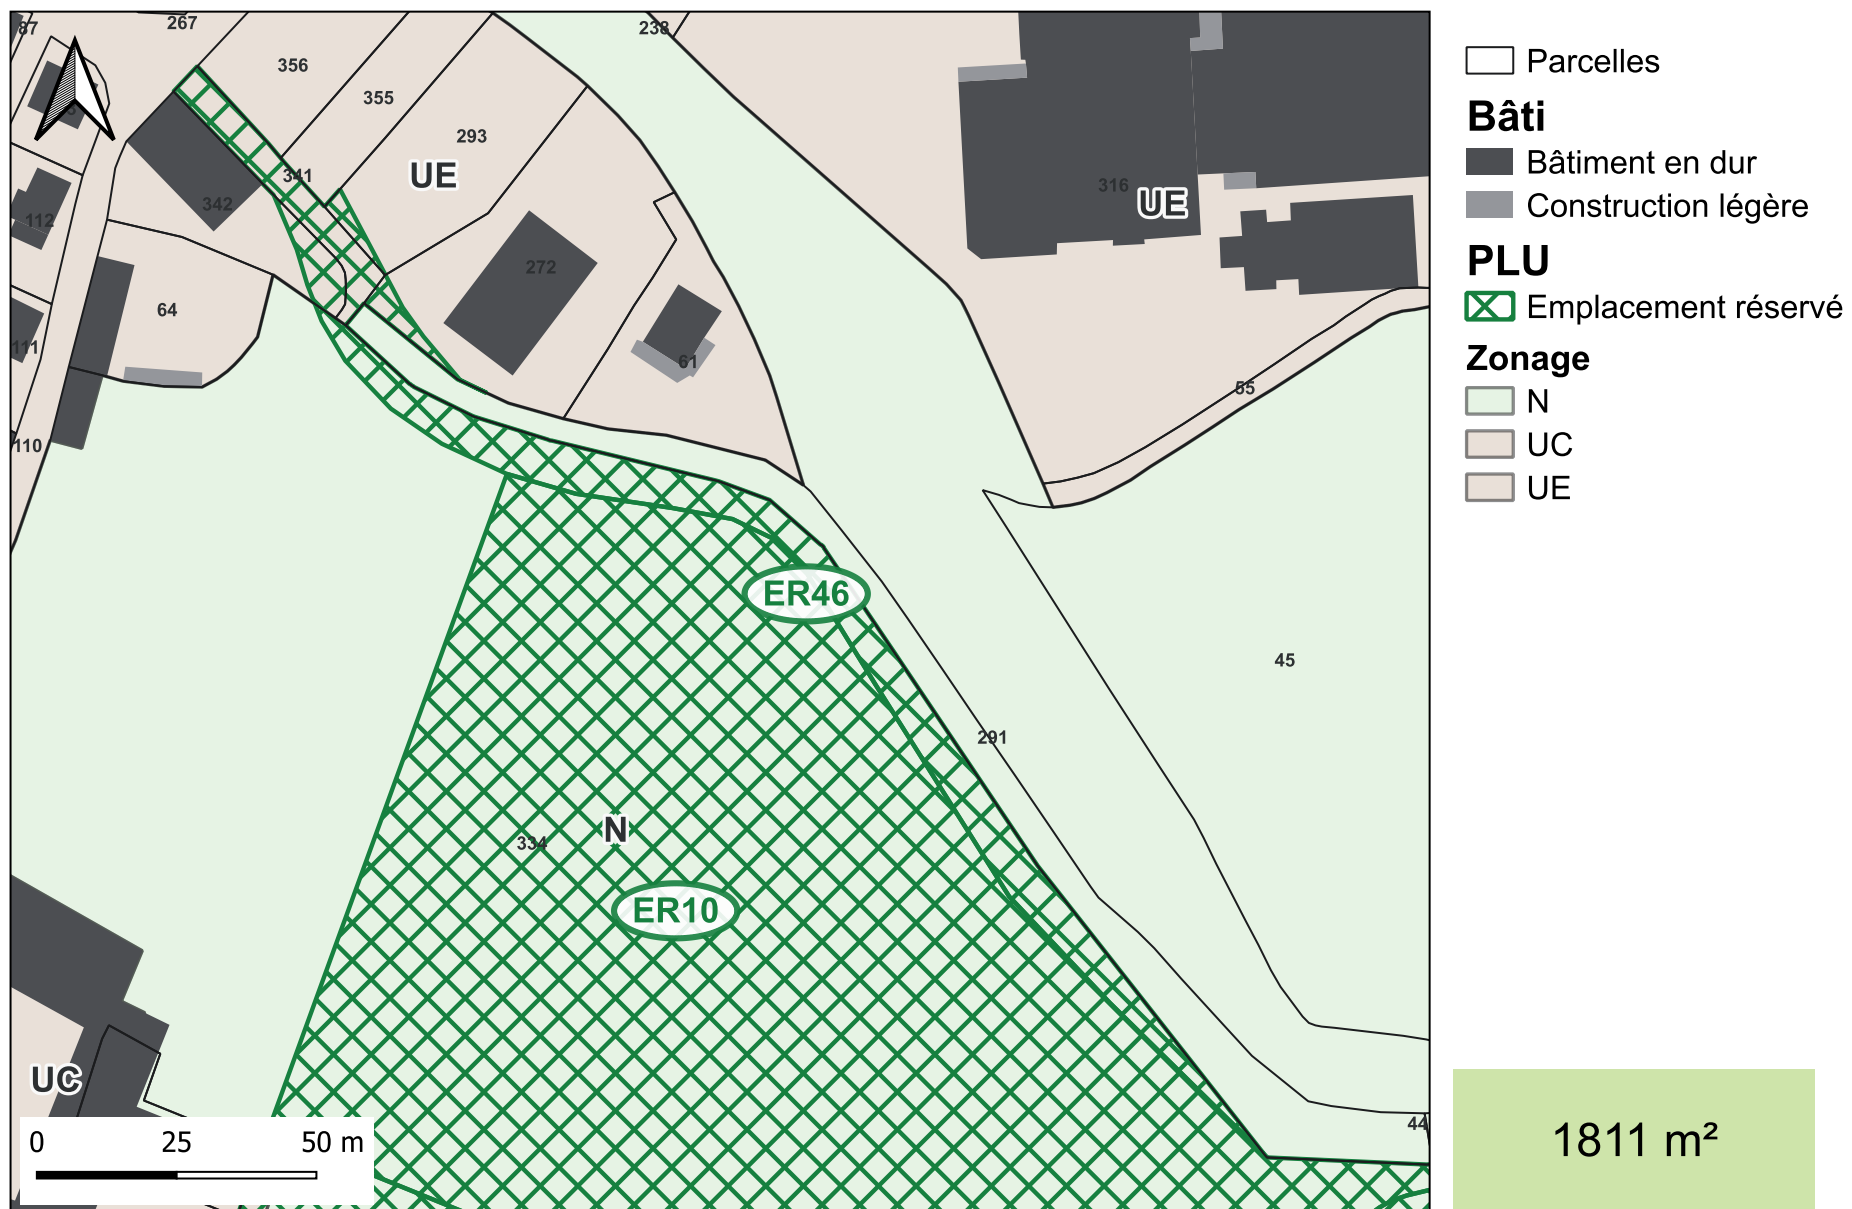 87
267
238
356
355
293
UE
341
342
112
316
UE
272
64
111
61
55
110
ER46
45
291
334
N
ER10
UC
44
0 25 50 m
Parcelles
Bâti
Bâtiment en dur
Construction légère
PLU
Emplacement réservé
Zonage
N
UC
UE
1811 m²